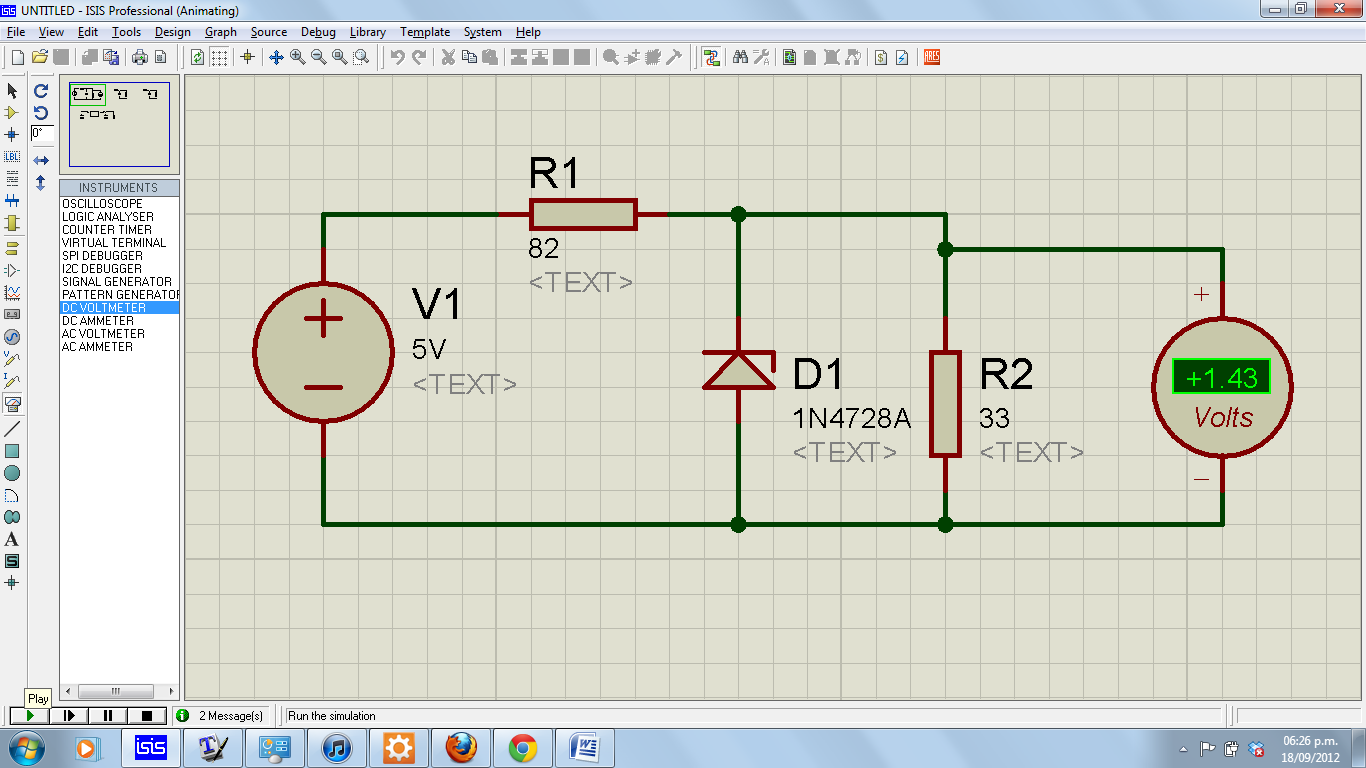 UNTITLED - ISIS Professional (Animating)
File View Edit Tools Design Graph Source Debug Library Template System Help
LBL
0°
INSTRUMENTS
OSCILLOSCOPE
LOGIC ANALYSER
COUNTER TIMER
VIRTUAL TERMINAL
SPI DEBUGGER
I2C DEBUGGER
SIGNAL GENERATOR
PATTERN GENERATOR
DC VOLTMETER
DC AMMETER
AC VOLTMETER
AC AMMETER
R1
82
<TEXT>
V1
5V
<TEXT>
D1
1N4728A
<TEXT>
R2
33
<TEXT>
+1.43
Volts
Play
2 Message(s)
Run the simulation
isis
06:26 p.m.
18/09/2012